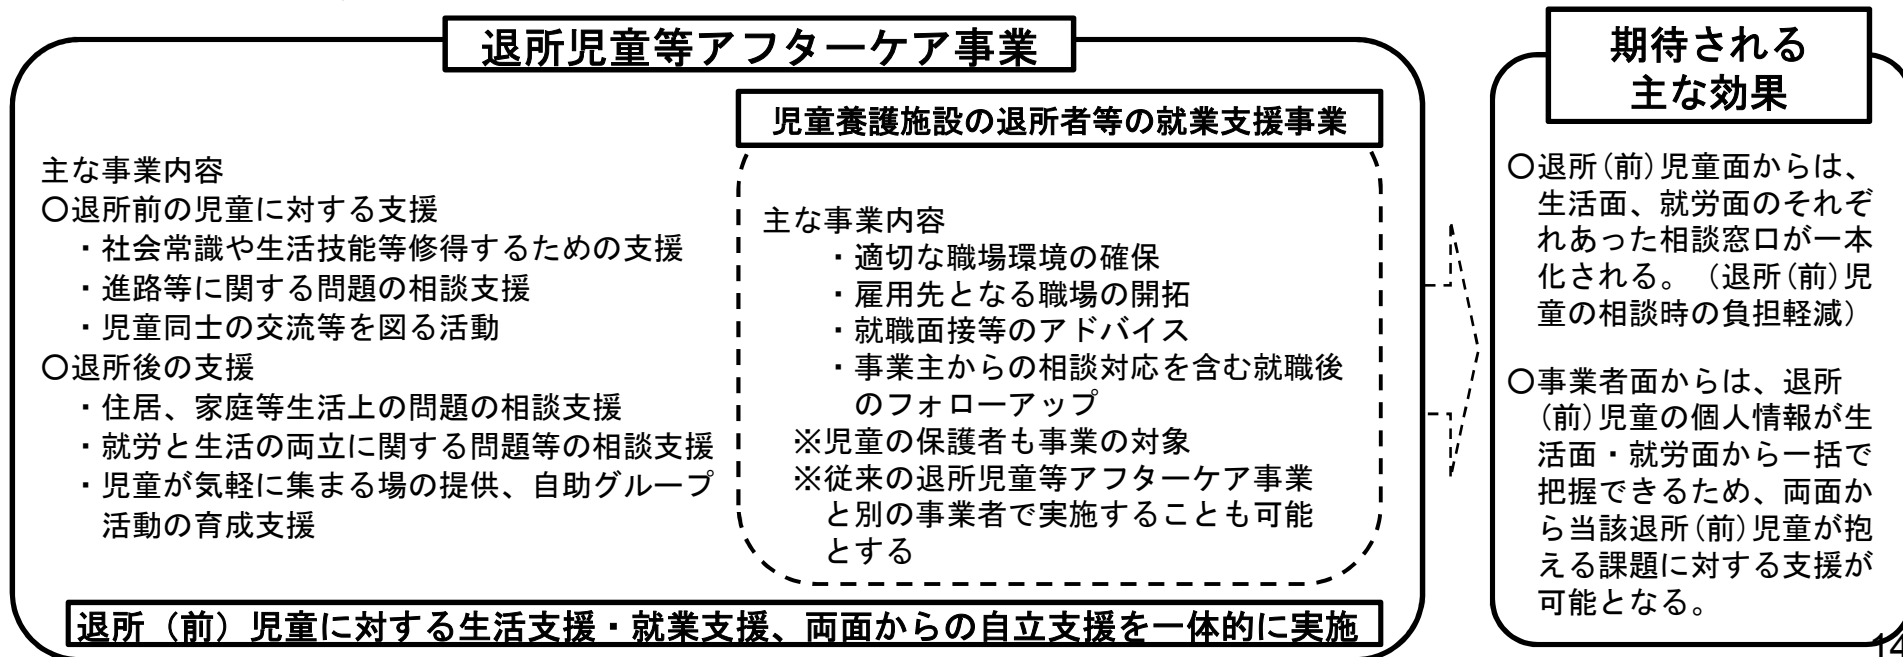 退所児童等アフターケア事業
主な事業内容
○退所前の児童に対する支援
・社会常識や生活技能等修得するための支援
・進路等に関する問題の相談支援
・児童同士の交流等を図る活動
○退所後の支援
・住居、家庭等生活上の問題の相談支援
・就労と生活の両立に関する問題等の相談支援
・児童が気軽に集まる場の提供、自助グループ
活動の育成支援
児童養護施設の退所者等の就業支援事業
主な事業内容
・適切な職場環境の確保
・雇用先となる職場の開拓
・就職面接等のアドバイス
・事業主からの相談対応を含む就職後
のフォローアップ
※児童の保護者も事業の対象
※従来の退所児童等アフターケア事業
と別の事業者で実施することも可能
とする
退所（前）児童に対する生活支援・就業支援、両面からの自立支援を一体的に実施
期待される
主な効果
○退所(前)児童面からは、
生活面、就労面のそれぞ
れあった相談窓口が一本
化される。（退所(前)児
童の相談時の負担軽減）
○事業者面からは、退所
(前)児童の個人情報が生
活面・就労面から一括で
把握できるため、両面か
ら当該退所(前)児童が抱
える課題に対する支援が
可能となる。
14